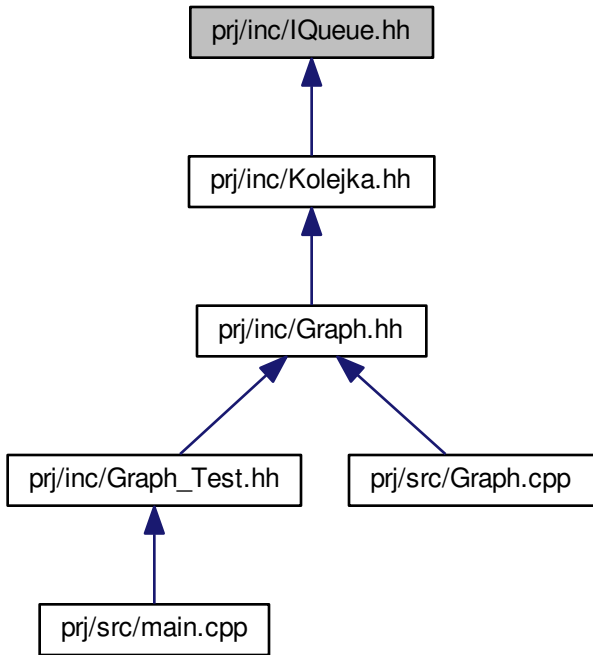 prj/inc/IQueue.hh
prj/inc/Kolejka.hh
prj/inc/Graph.hh
prj/inc/Graph_Test.hh
prj/src/Graph.cpp
prj/src/main.cpp